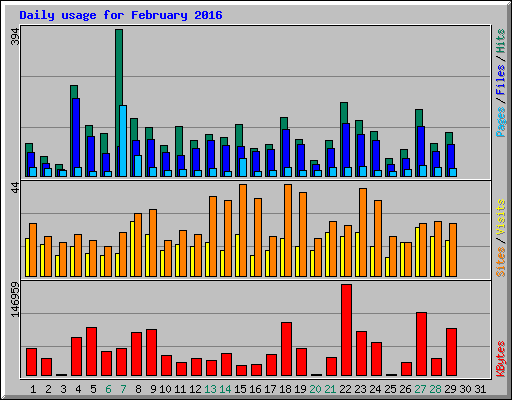 Daily usage for February 2016
394
Pages / Files / Hits
44
Sites / Visits
146959
KBytes
1 2 3 4 5 6 7 8 9 10 11 12 13 14 15 16 17 18 19 20 21 22 23 24 25 26 27 28 29 30 31